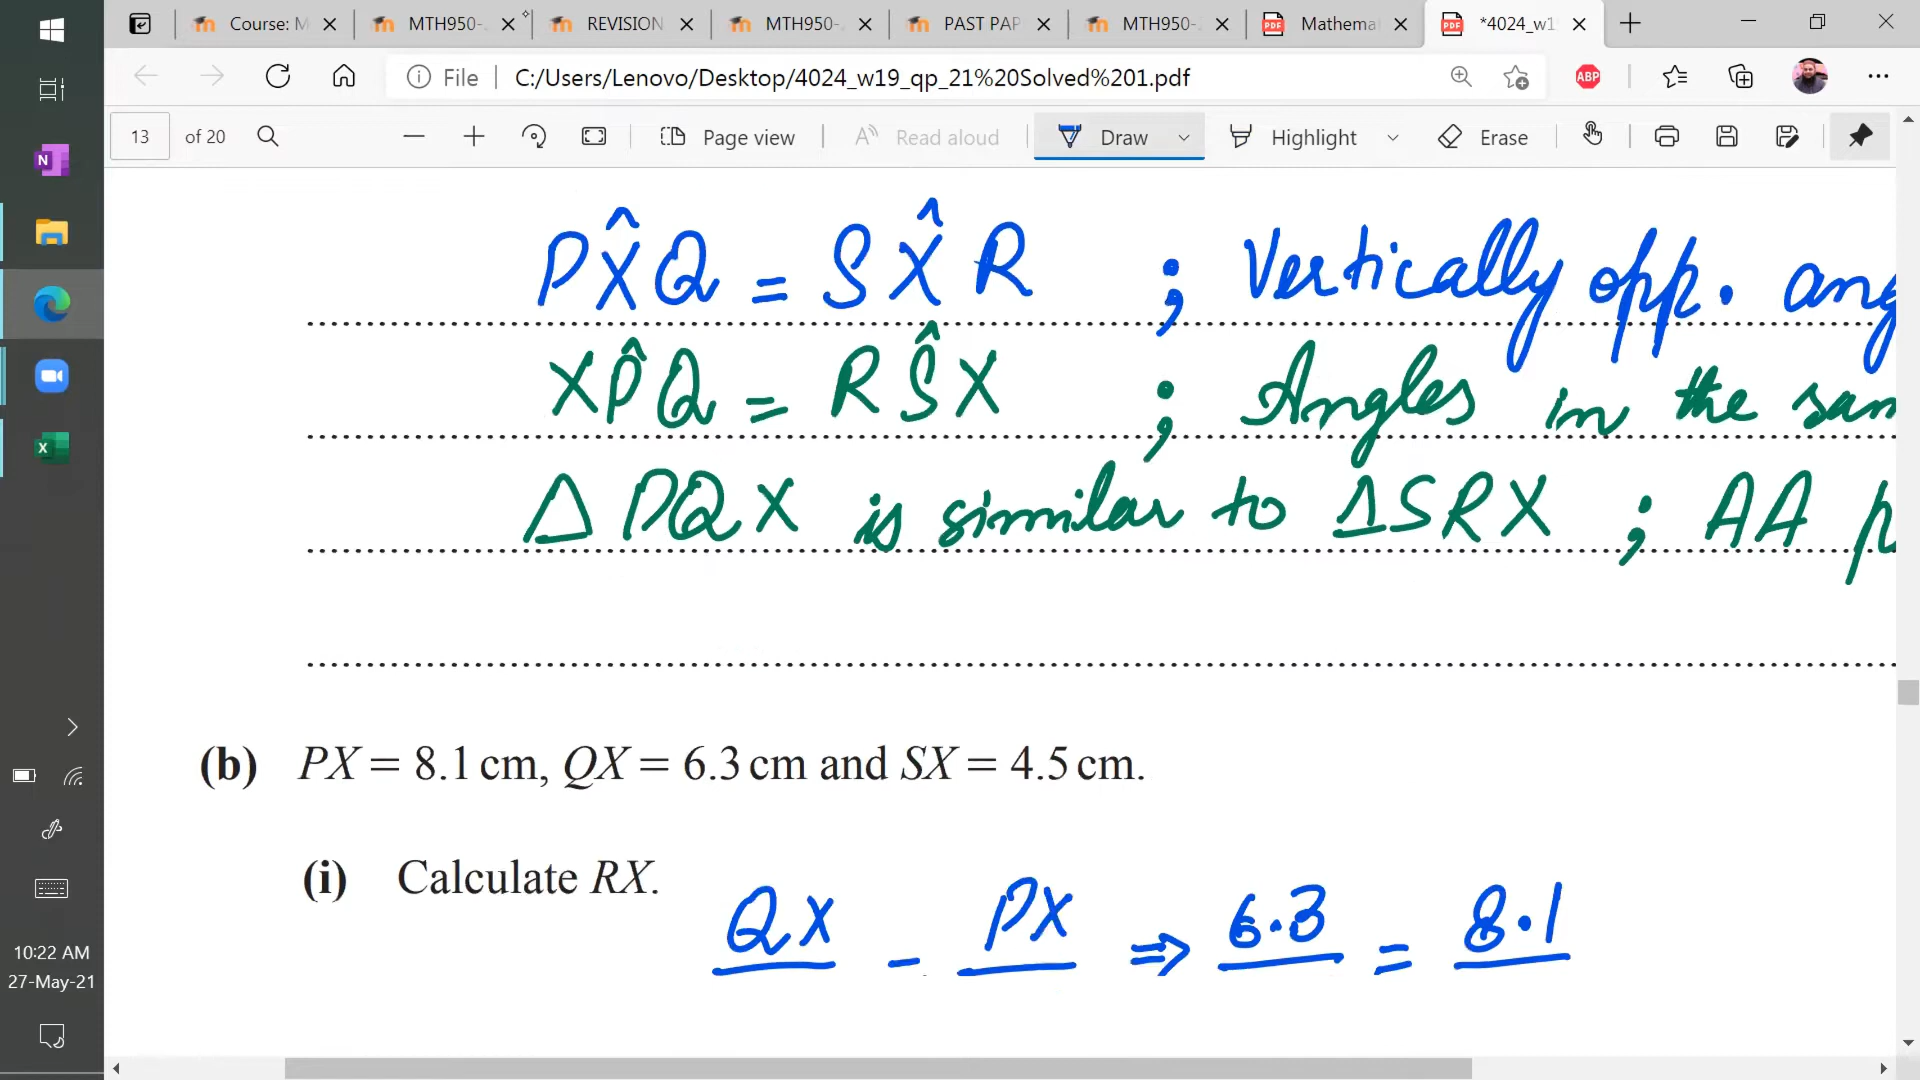 Course: M
MTH950-
REVISION
MTH950-
PAST PAP
MTH950-
Mathema
*4024_w1
File
C:/Users/Lenovo/Desktop/4024_w19_qp_21%20Solved%201.pdf
ABP
13 of 20
Page view
Read aloud
Draw
Highlight
Erase
PX̂Q = SX̂R ; Vertically opp. ang
XP̂Q = RŜX ; Angles in the sam
Δ PQX is similar to ΔSRX ; AA p
(b) PX = 8.1 cm, QX = 6.3 cm and SX = 4.5 cm.
(i) Calculate RX.
QX = PX ⇒ 6.3 = 8.1
10:22 AM
27-May-21